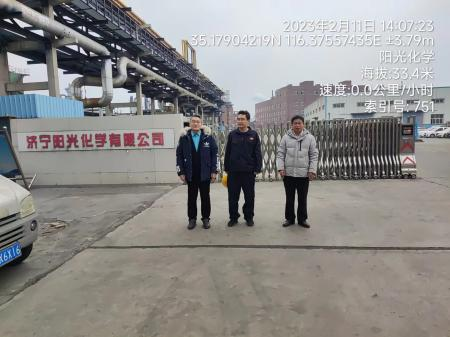 2023年2月11日 14:07:23
35.17904219N 116.37557435E ±3.79m
阳光化学
海拔:33.4米
速度:0.0公里/小时
索引号: 751
济宁阳光化学有限公司
X6X16